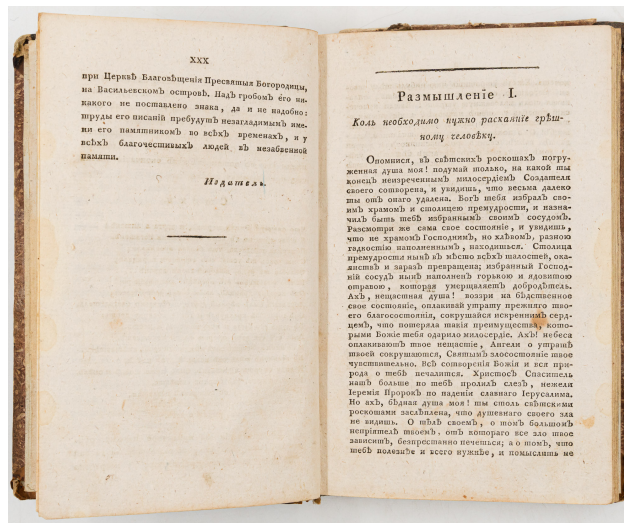 XXX
при Церквѣ Благовѣщенія Пресвятыя Богородицы,
на Васильевскомъ островѣ. Надъ гробомъ его ни-
какого не поставлено знака, да и не надобно:
труды его писаній пребудутъ незагладимымъ име-
ни его памятникомъ во всѣхъ временахъ, и у
всѣхъ благочестивыхъ людей въ незабвенной
памяти.
Издатель.
Размышленіе I.
Коль необходимо нужно раскаяніе грѣш-
ному человѣку.
Опомнися, въ свѣтскихъ роскошахъ погру-
женная душа моя! подумай только, на какой ты
конецъ неизреченнымъ милосердіемъ Создателя
своего сотворена, и увидишь, что весьма далеко
ты отъ онаго удалена. Богъ тебя избралъ сво-
имъ храмомъ и столицею премудрости, и назна-
чилъ быть тебѣ избраннымъ своимъ сосудомъ.
Разсмотри же сама свое состояніе, и увидишь,
что не храмомъ Господнимъ, но хлѣвомъ, разною
гадкостію наполненнымъ, находишься. Столица
премудрости нынѣ въ мѣсто всѣхъ шалостей, ока-
янствъ и заразъ превращена; избранный Господ-
ній сосудъ нынѣ наполненъ горькою и ядовитою
отравою, которая умерщвляетъ добродѣтель.
Ахъ, нещастная душа! воззри на бѣдственное
свое состояніе, оплакивай утрату прежняго тво-
его благосостоянія, сокрушайся искреннимъ серд-
цемъ, что потеряла такія преимущества, кото-
рыми Божіе тебя одарило милосердіе. Ахъ! небеса
оплакиваютъ твое нещастіе, Ангели о утратѣ
твоей сокрушаются, Святымъ злосостояніе твое
чувствительно. Всѣ сотворенія Божія и вся при-
рода о тебѣ печалится. Христосъ Спаситель
нашъ больше по тебѣ пролилъ слезъ, нежели
Іеремія Пророкъ по паденіи славнаго Іерусалима.
Но ахъ, бѣдная душа моя! ты столь свѣтскими
роскошами заслѣплена, что душевнаго своего зла
не видишь. О тѣлѣ своемъ, о томъ большомъ
непріятелѣ твоемъ, отъ котораго все зло твое
зависитъ, безпрестанно печешься; а о томъ, что
тебѣ полезнѣе и всего нужнѣе, и помыслить не